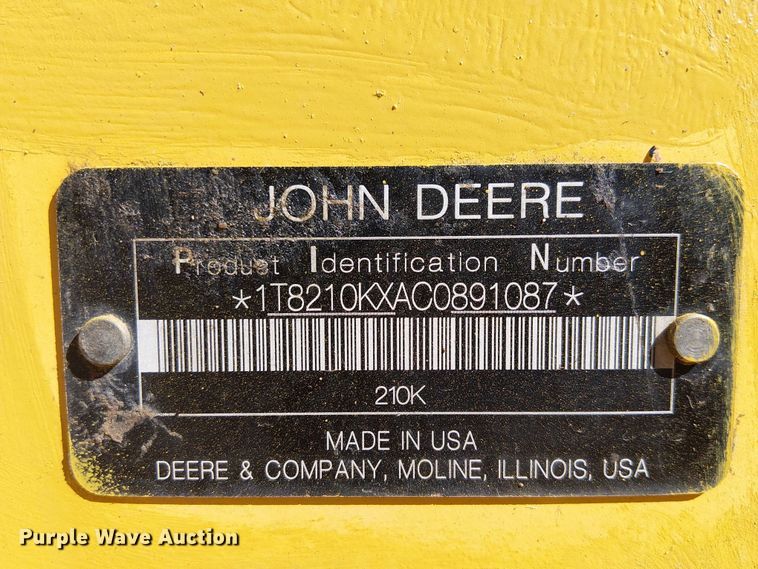 JOHN DEERE
Product Identification Number
*1T8210KXAC0891087*
210K
MADE IN USA
DEERE & COMPANY, MOLINE, ILLINOIS, USA
Purple Wave Auction